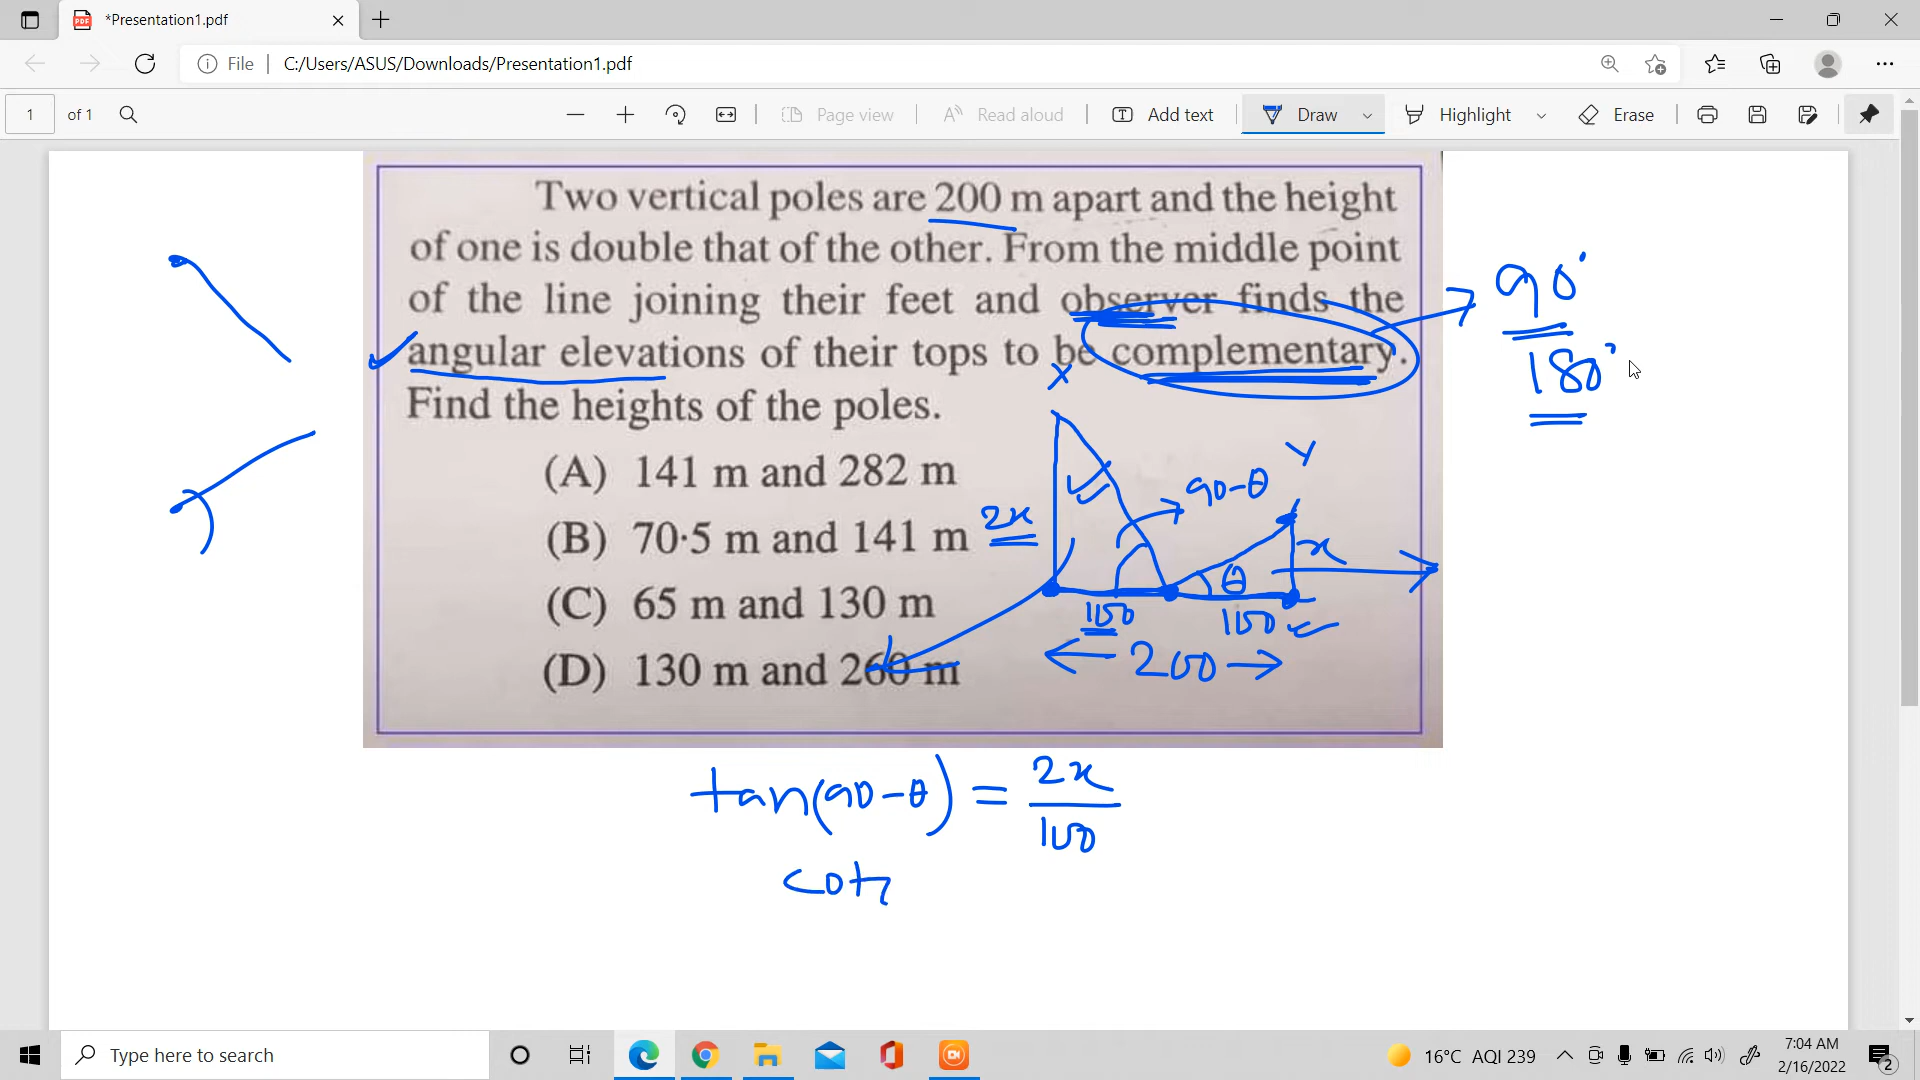 *Presentation1.pdf
File
C:/Users/ASUS/Downloads/Presentation1.pdf
1 of 1
Page view
Read aloud
Add text
Draw
Highlight
Erase
Two vertical poles are 200 m apart and the height
of one is double that of the other. From the middle point
of the line joining their feet and observer finds the
angular elevations of their tops to be complementary.
Find the heights of the poles.
(A) 141 m and 282 m
(B) 70·5 m and 141 m
(C) 65 m and 130 m
(D) 130 m and 260 m
90°
180°
X
Y
90-θ
2x
x
θ
100
100
200
tan(90-θ) = 2x
100
cot
Type here to search
16°C AQI 239
7:04 AM
2/16/2022
2